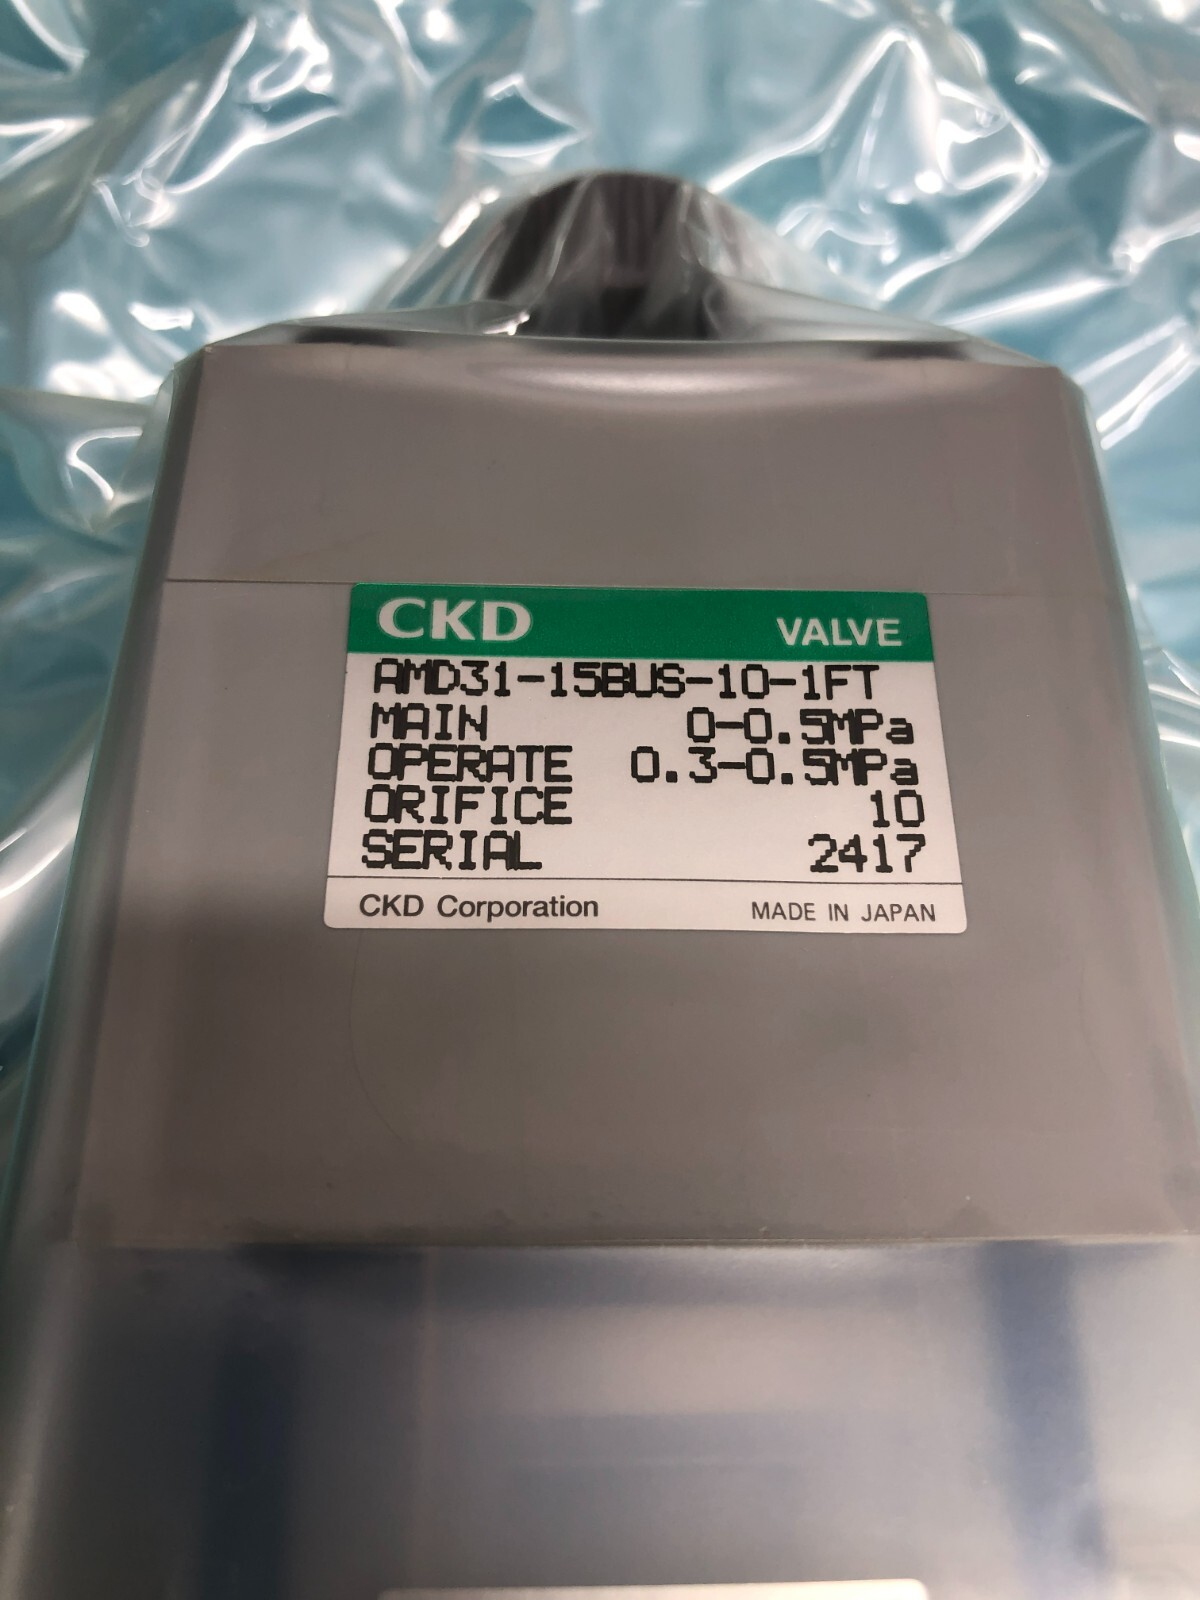 CKD VALVE
AMD31-15BUS-10-1FT
MAIN 0-0.5MPa
OPERATE 0.3-0.5MPa
ORIFICE 10
SERIAL 2417
CKD Corporation MADE IN JAPAN